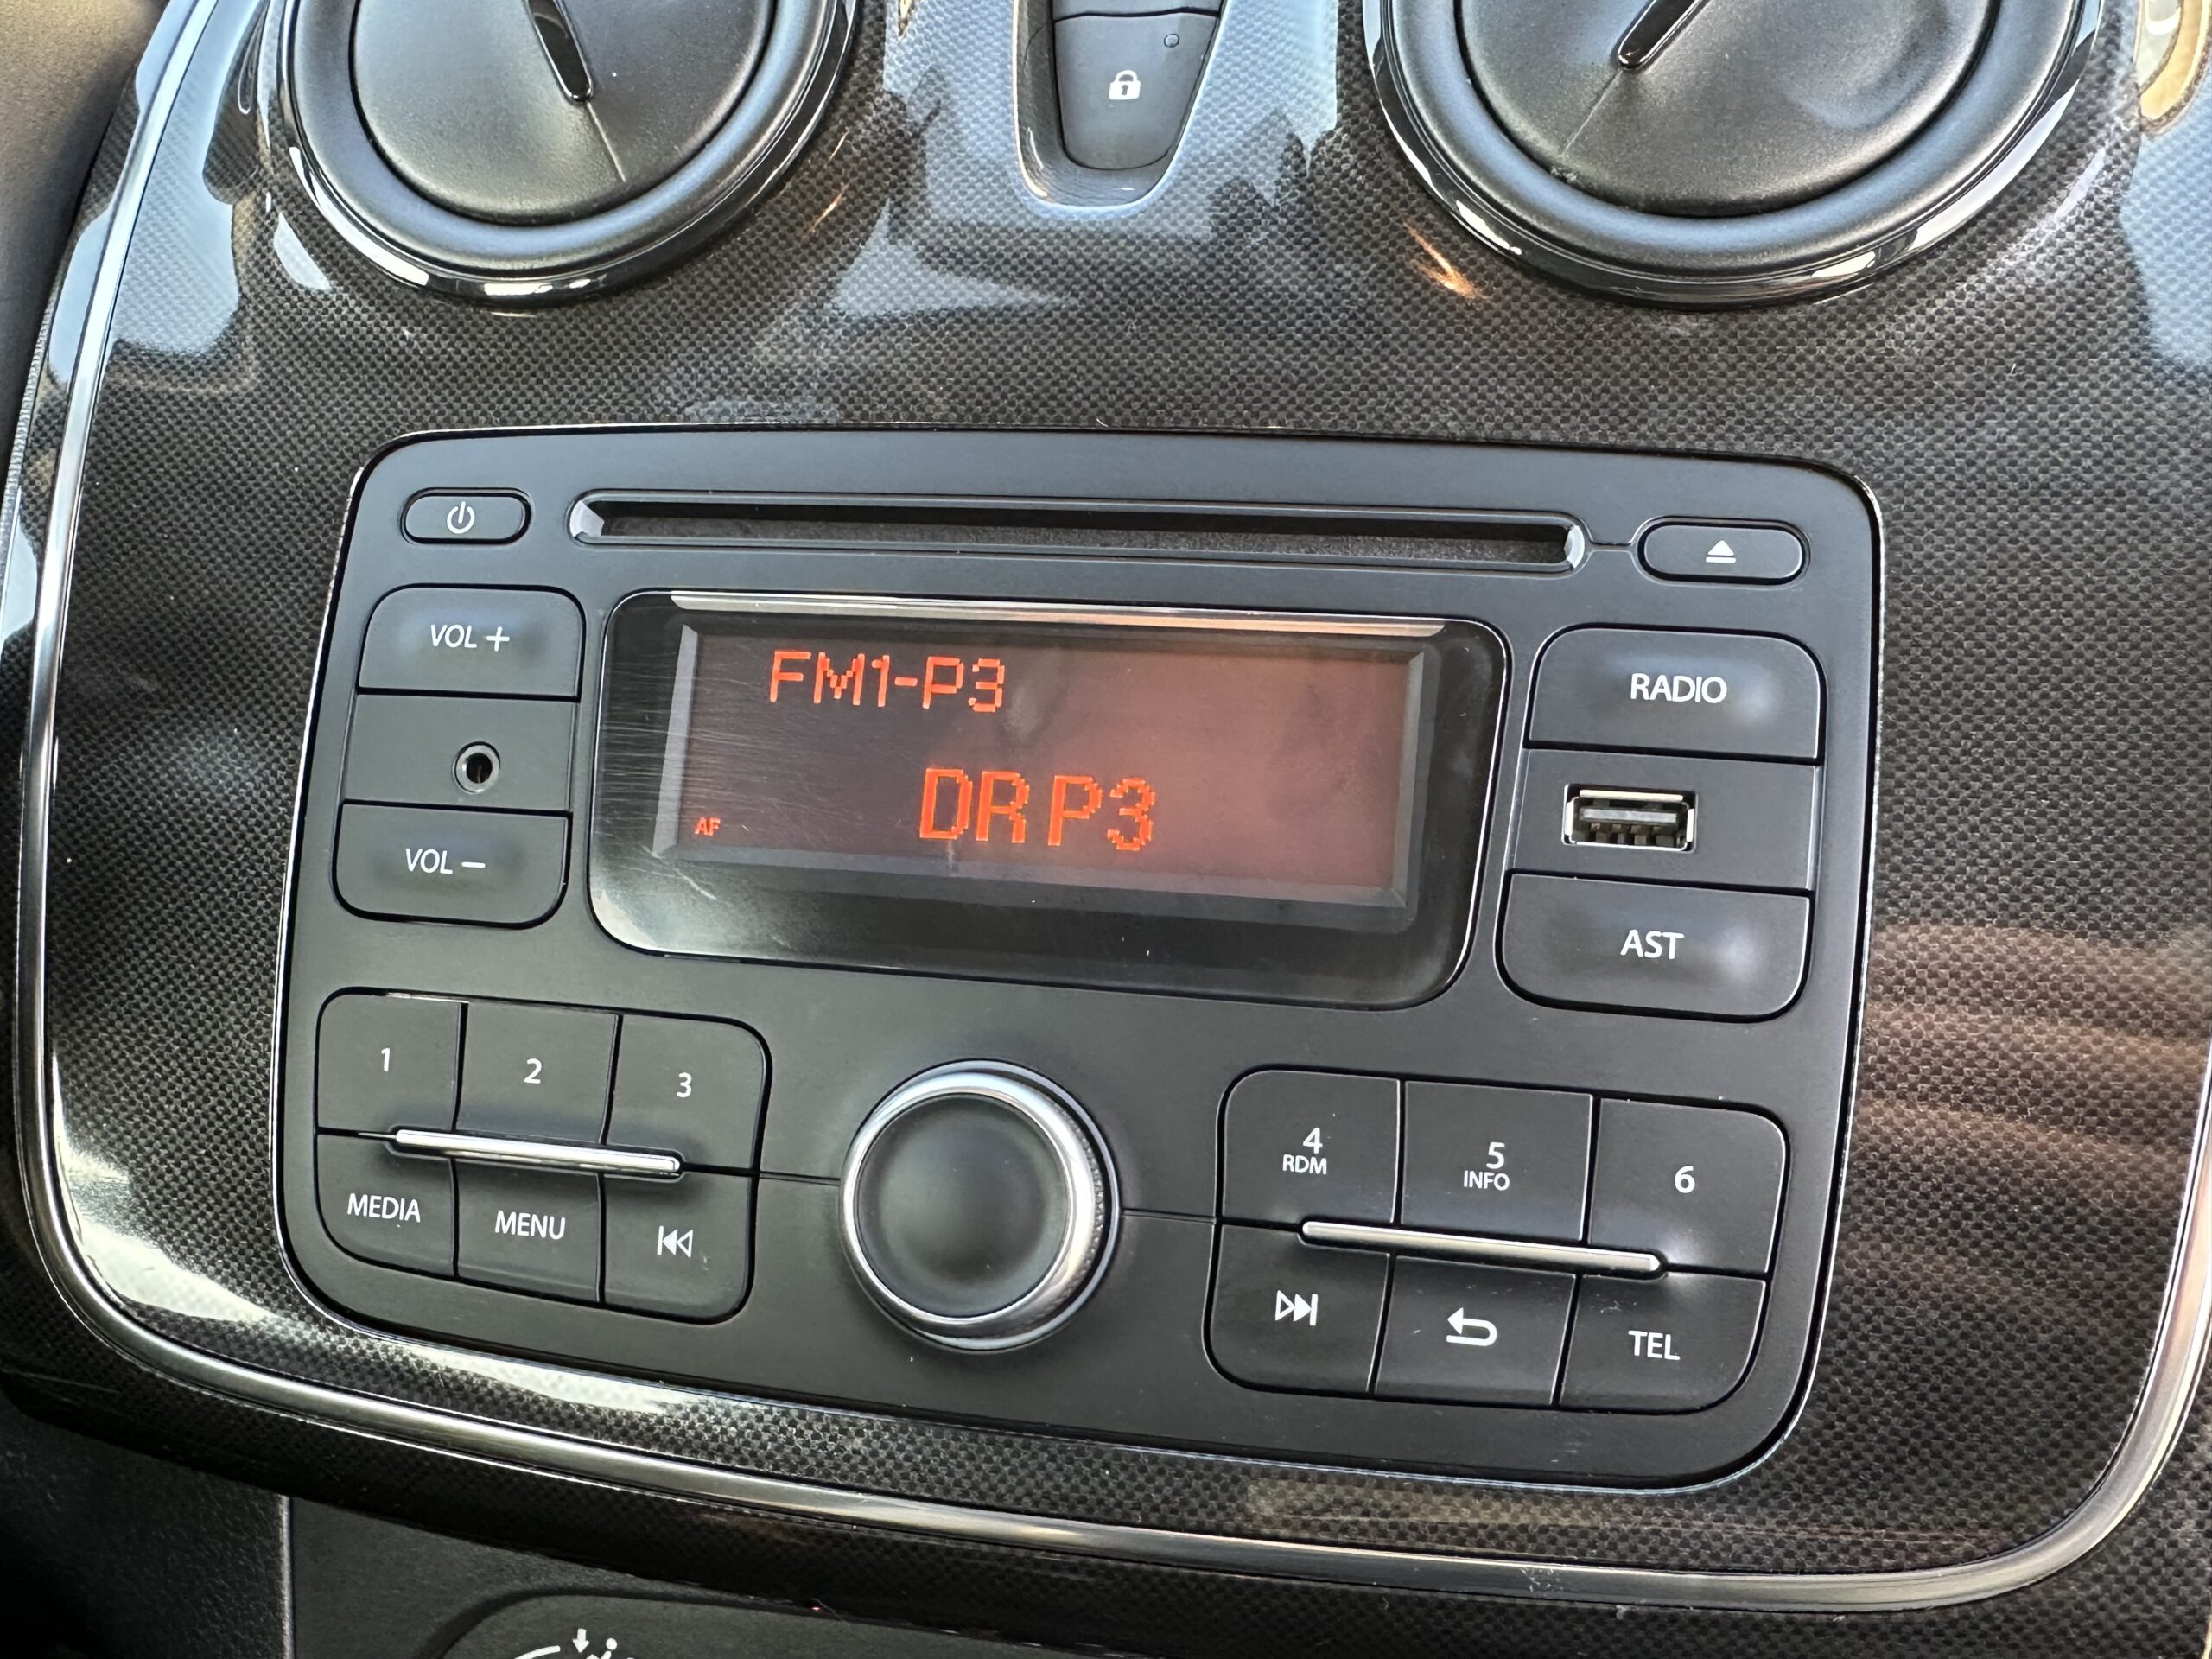 VOL +
FM1-P3
RADIO
AF
DR P3
VOL −
AST
1
2
3
4
RDM
5
INFO
6
MEDIA
MENU
TEL